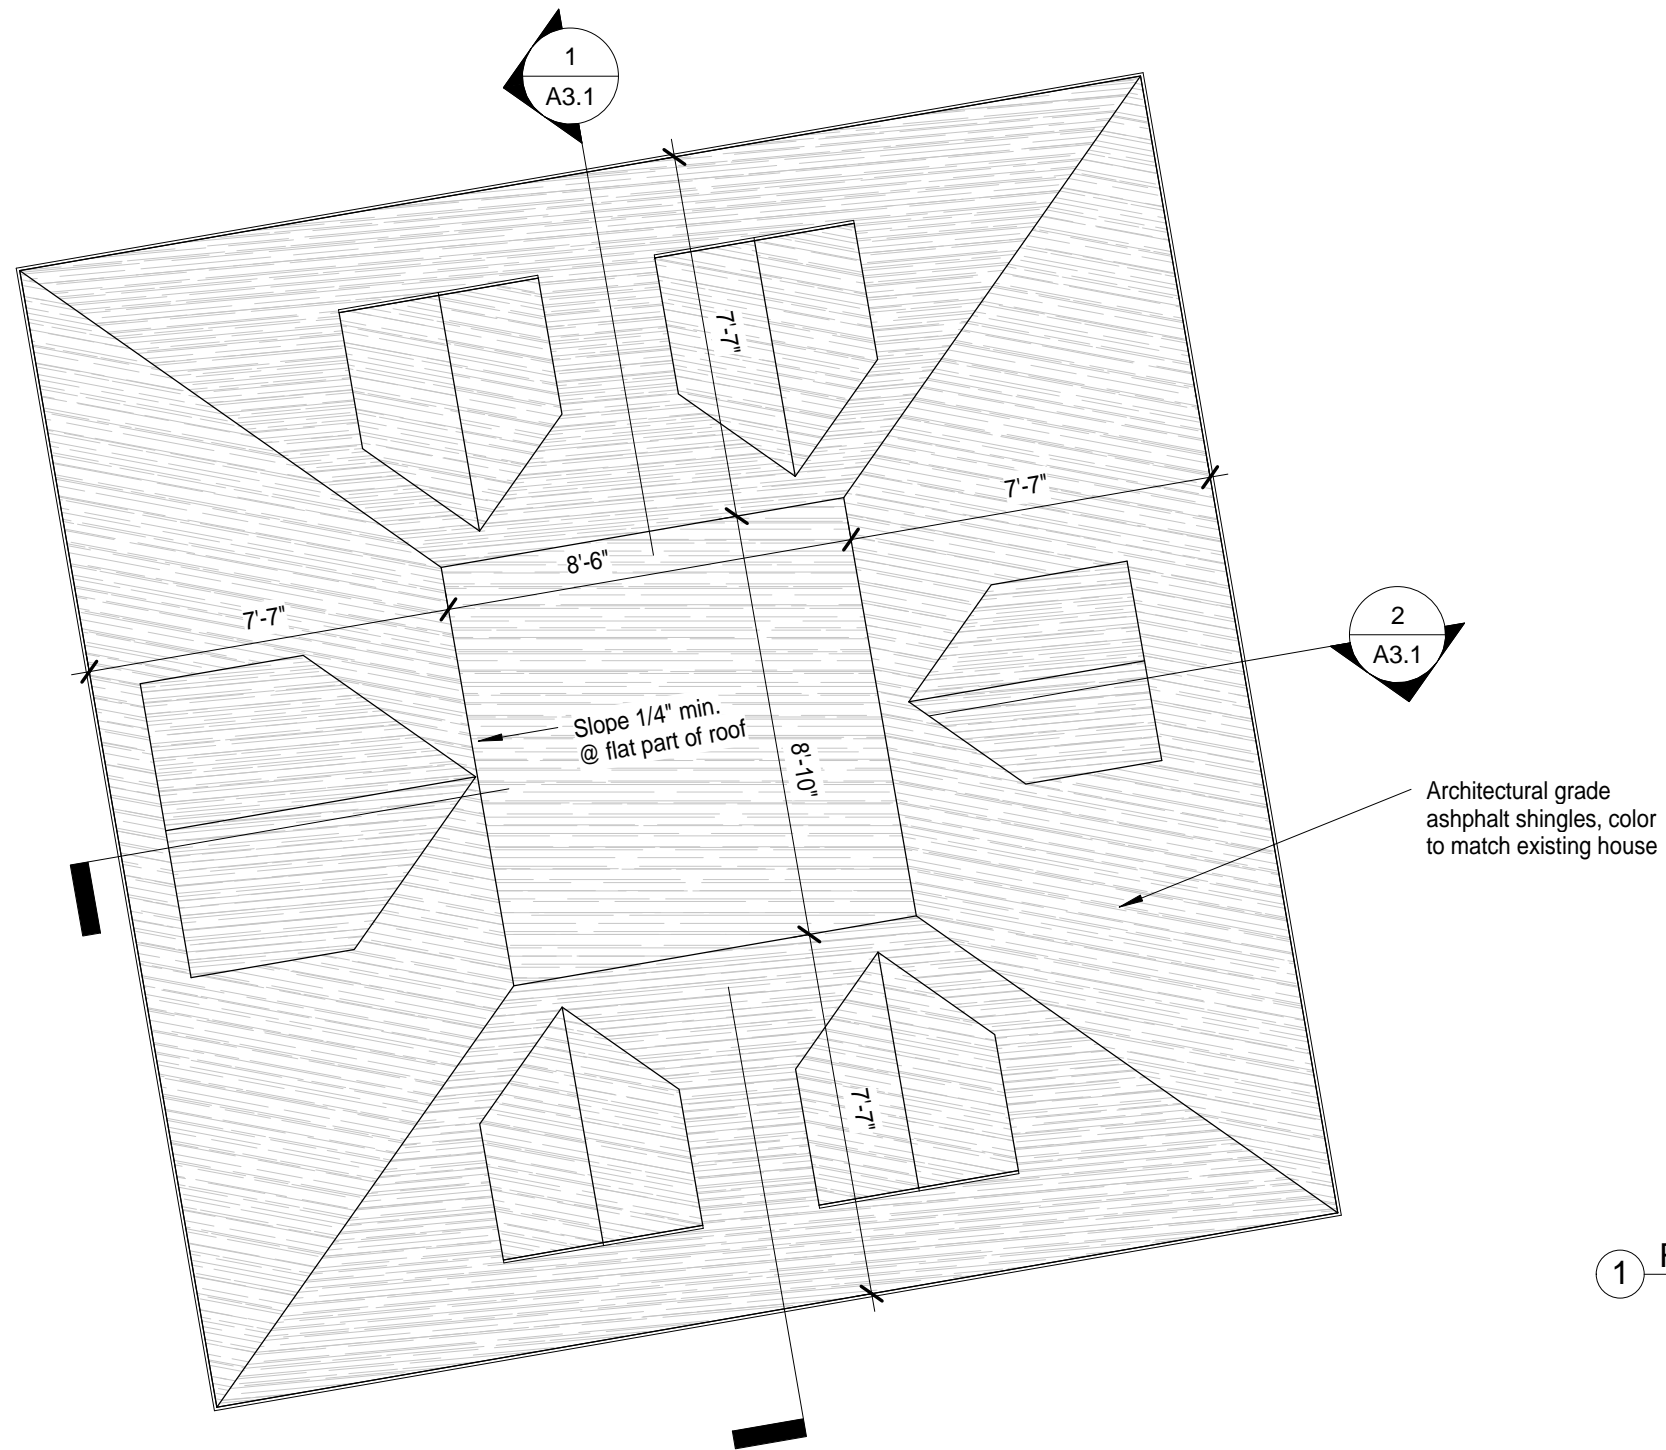 1
A3.1
7'-7"
7'-7"
8'-6"
7'-7"
2
A3.1
Slope 1/4" min.
@ flat part of roof
8'-10"
Architectural grade
ashphalt shingles, color
to match existing house
7'-7"
1